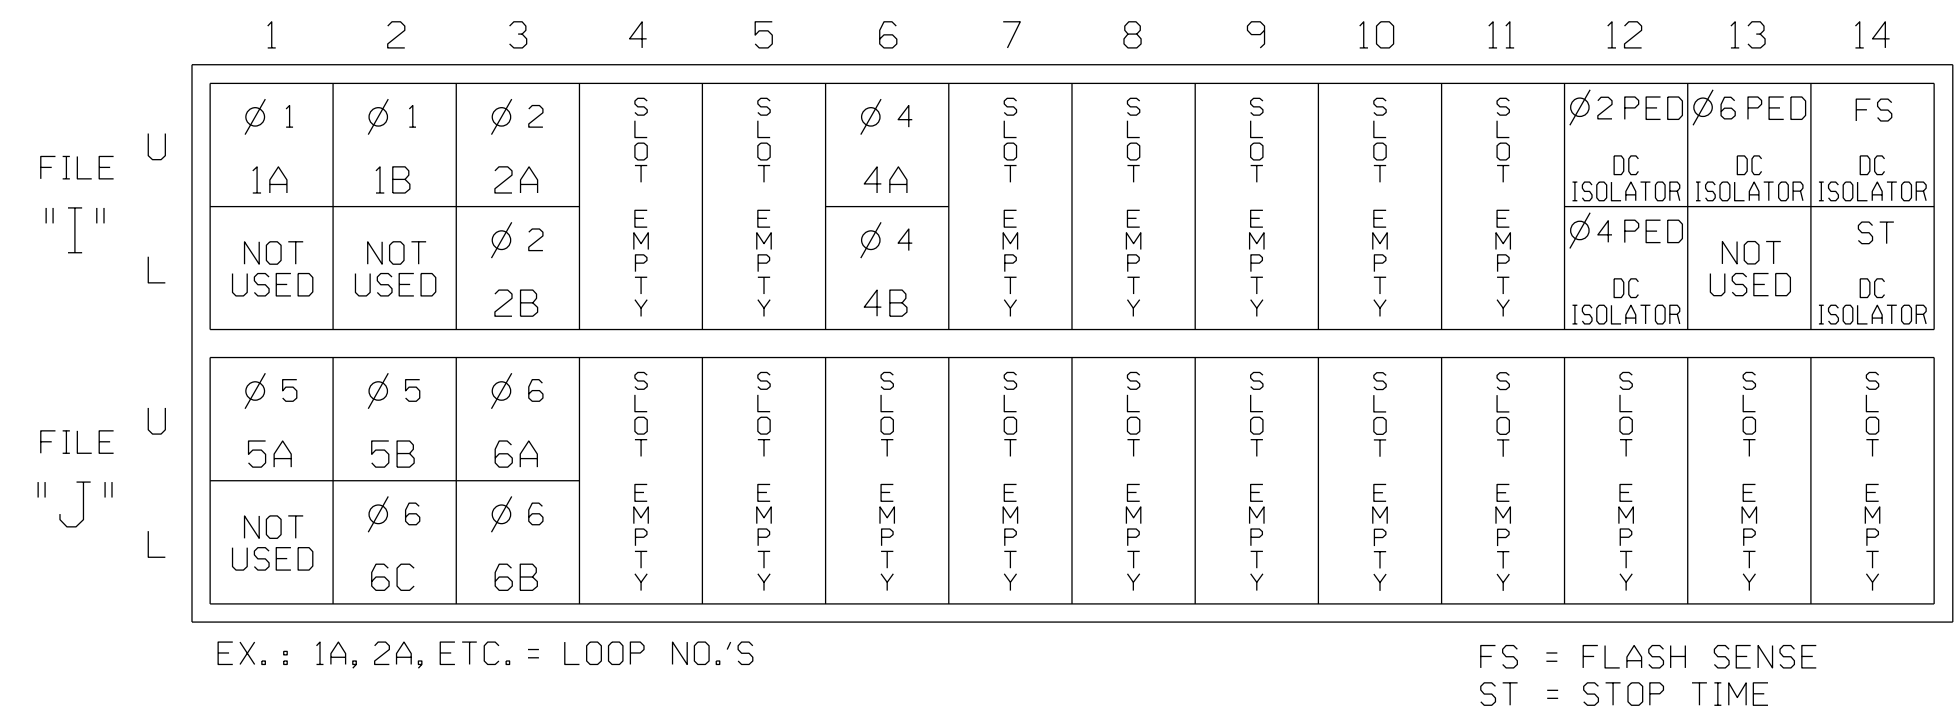 1 2 3 4 5 6 7 8 9 10 11 12 13 14
FILE "I"
U
Ø 1 1A
Ø 1 1B
Ø 2 2A
SLOT EMPTY
SLOT EMPTY
Ø 4 4A
SLOT EMPTY
SLOT EMPTY
SLOT EMPTY
SLOT EMPTY
SLOT EMPTY
Ø 2 PED DC ISOLATOR
Ø 6 PED DC ISOLATOR
FS DC ISOLATOR
L
NOT USED
NOT USED
Ø 2 2B
Ø 4 4B
Ø 4 PED DC ISOLATOR
NOT USED
ST DC ISOLATOR
FILE "J"
U
Ø 5 5A
Ø 5 5B
Ø 6 6A
SLOT EMPTY
SLOT EMPTY
SLOT EMPTY
SLOT EMPTY
SLOT EMPTY
SLOT EMPTY
SLOT EMPTY
SLOT EMPTY
SLOT EMPTY
SLOT EMPTY
SLOT EMPTY
L
NOT USED
Ø 6 6C
Ø 6 6B
EX.: 1A, 2A, ETC. = LOOP NO.'S
FS = FLASH SENSE
ST = STOP TIME